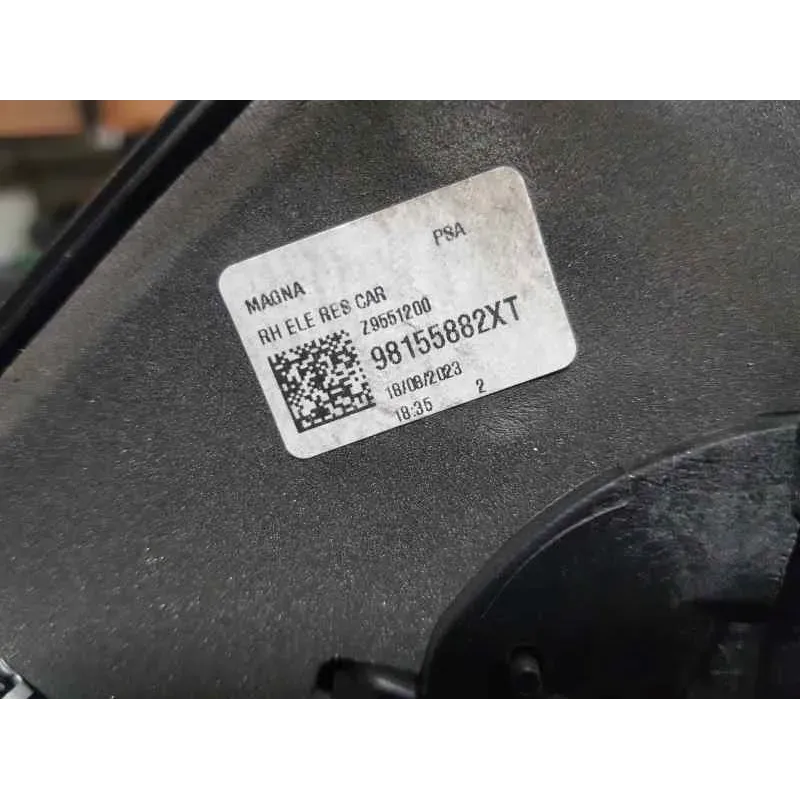 PSA
MAGNA
RH ELE RES CAR
Z9551200
98155882XT
18/08/2023
18:35 2